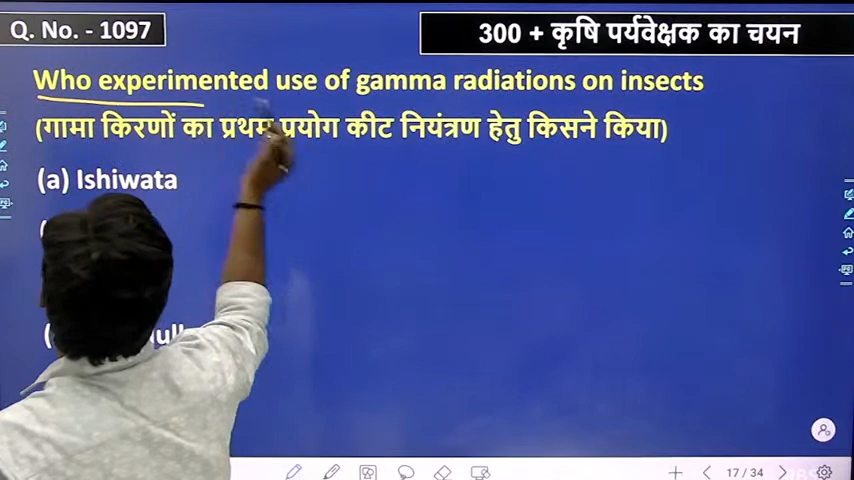 Q. No. - 1097
300 + कृषि पर्यवेक्षक का चयन
Who experimented use of gamma radiations on insects
(गामा किरणों का प्रथम प्रयोग कीट नियंत्रण हेतु किसने किया)
(a) Ishiwata
17 / 34